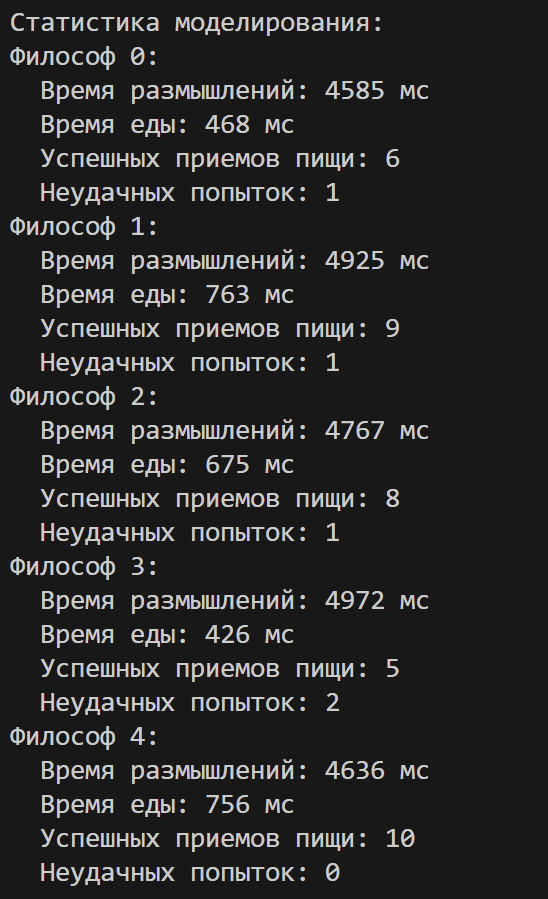 Статистика моделирования:
Философ 0:
Время размышлений: 4585 мс
Время еды: 468 мс
Успешных приемов пищи: 6
Неудачных попыток: 1
Философ 1:
Время размышлений: 4925 мс
Время еды: 763 мс
Успешных приемов пищи: 9
Неудачных попыток: 1
Философ 2:
Время размышлений: 4767 мс
Время еды: 675 мс
Успешных приемов пищи: 8
Неудачных попыток: 1
Философ 3:
Время размышлений: 4972 мс
Время еды: 426 мс
Успешных приемов пищи: 5
Неудачных попыток: 2
Философ 4:
Время размышлений: 4636 мс
Время еды: 756 мс
Успешных приемов пищи: 10
Неудачных попыток: 0